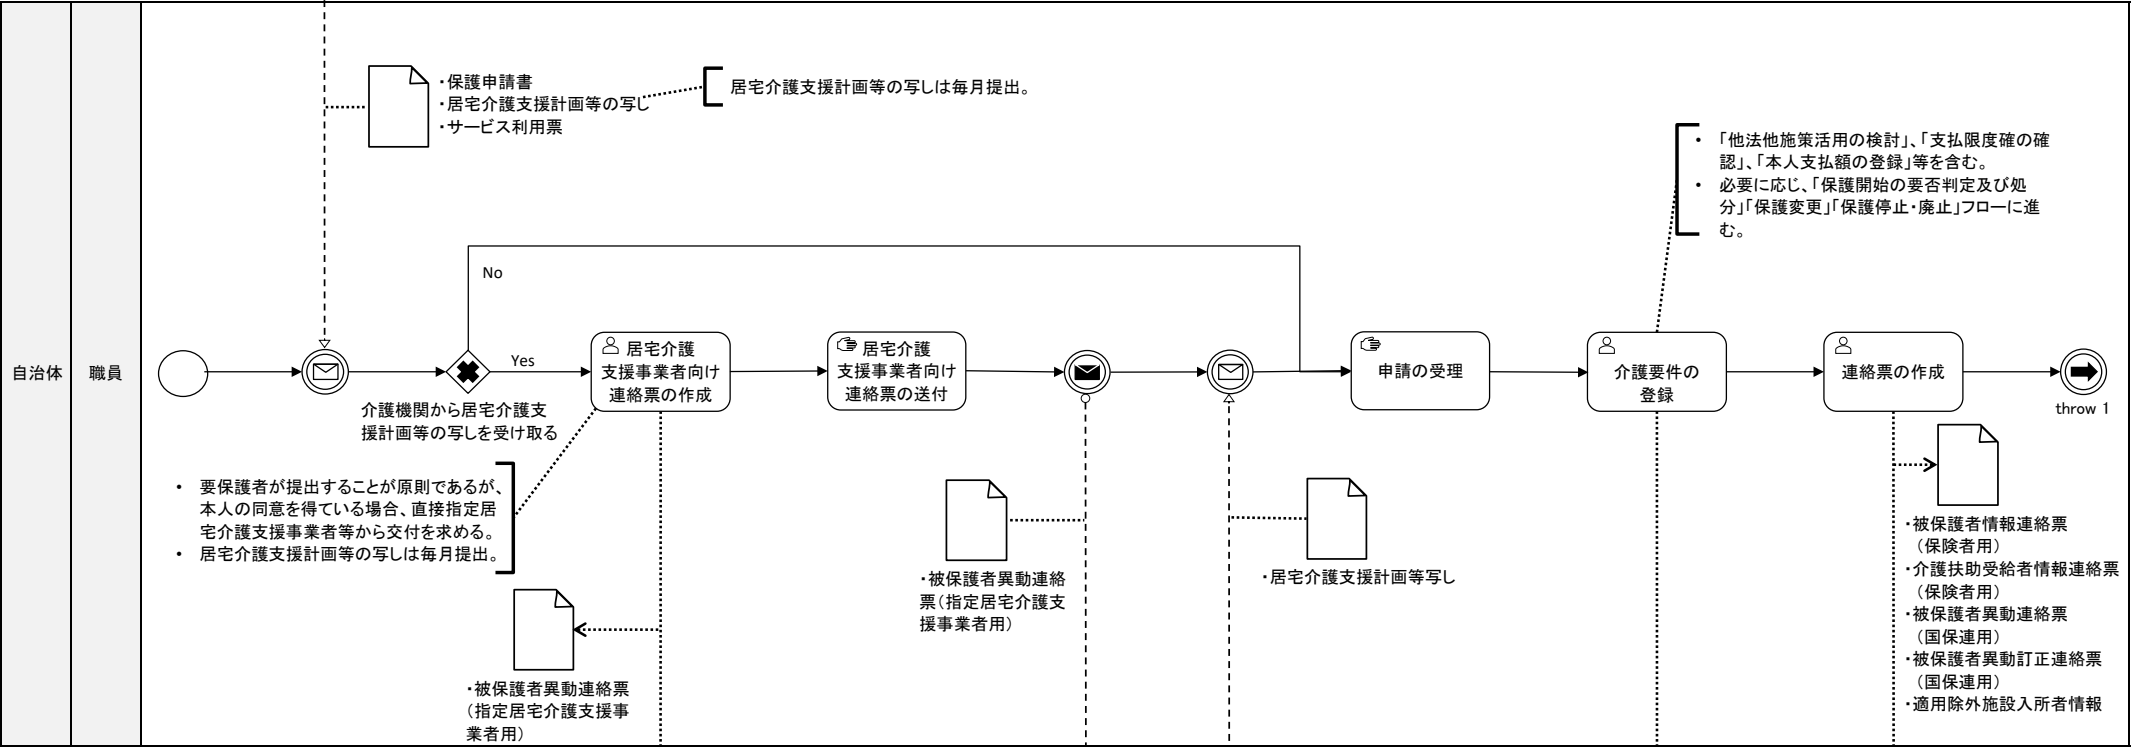 自治体
職員
・保護申請書
・居宅介護支援計画等の写し
・サービス利用票
居宅介護支援計画等の写しは毎月提出。
• 「他法他施策活用の検討」、「支払限度確の確
認」、「本人支払額の登録」等を含む。
• 必要に応じ、「保護開始の要否判定及び処
分」「保護変更」「保護停止・廃止」フローに進
む。
No
Yes
介護機関から居宅介護支
援計画等の写しを受け取る
居宅介護
支援事業者向け
連絡票の作成
居宅介護
支援事業者向け
連絡票の送付
申請の受理
介護要件の
登録
連絡票の作成
throw 1
• 要保護者が提出することが原則であるが、
本人の同意を得ている場合、直接指定居
宅介護支援事業者等から交付を求める。
• 居宅介護支援計画等の写しは毎月提出。
・被保護者異動連絡票
（指定居宅介護支援事
業者用）
・被保護者異動連絡
票（指定居宅介護支
援事業者用）
・居宅介護支援計画等写し
・被保護者情報連絡票
（保険者用）
・介護扶助受給者情報連絡票
（保険者用）
・被保護者異動連絡票
（国保連用）
・被保護者異動訂正連絡票
（国保連用）
・適用除外施設入所者情報